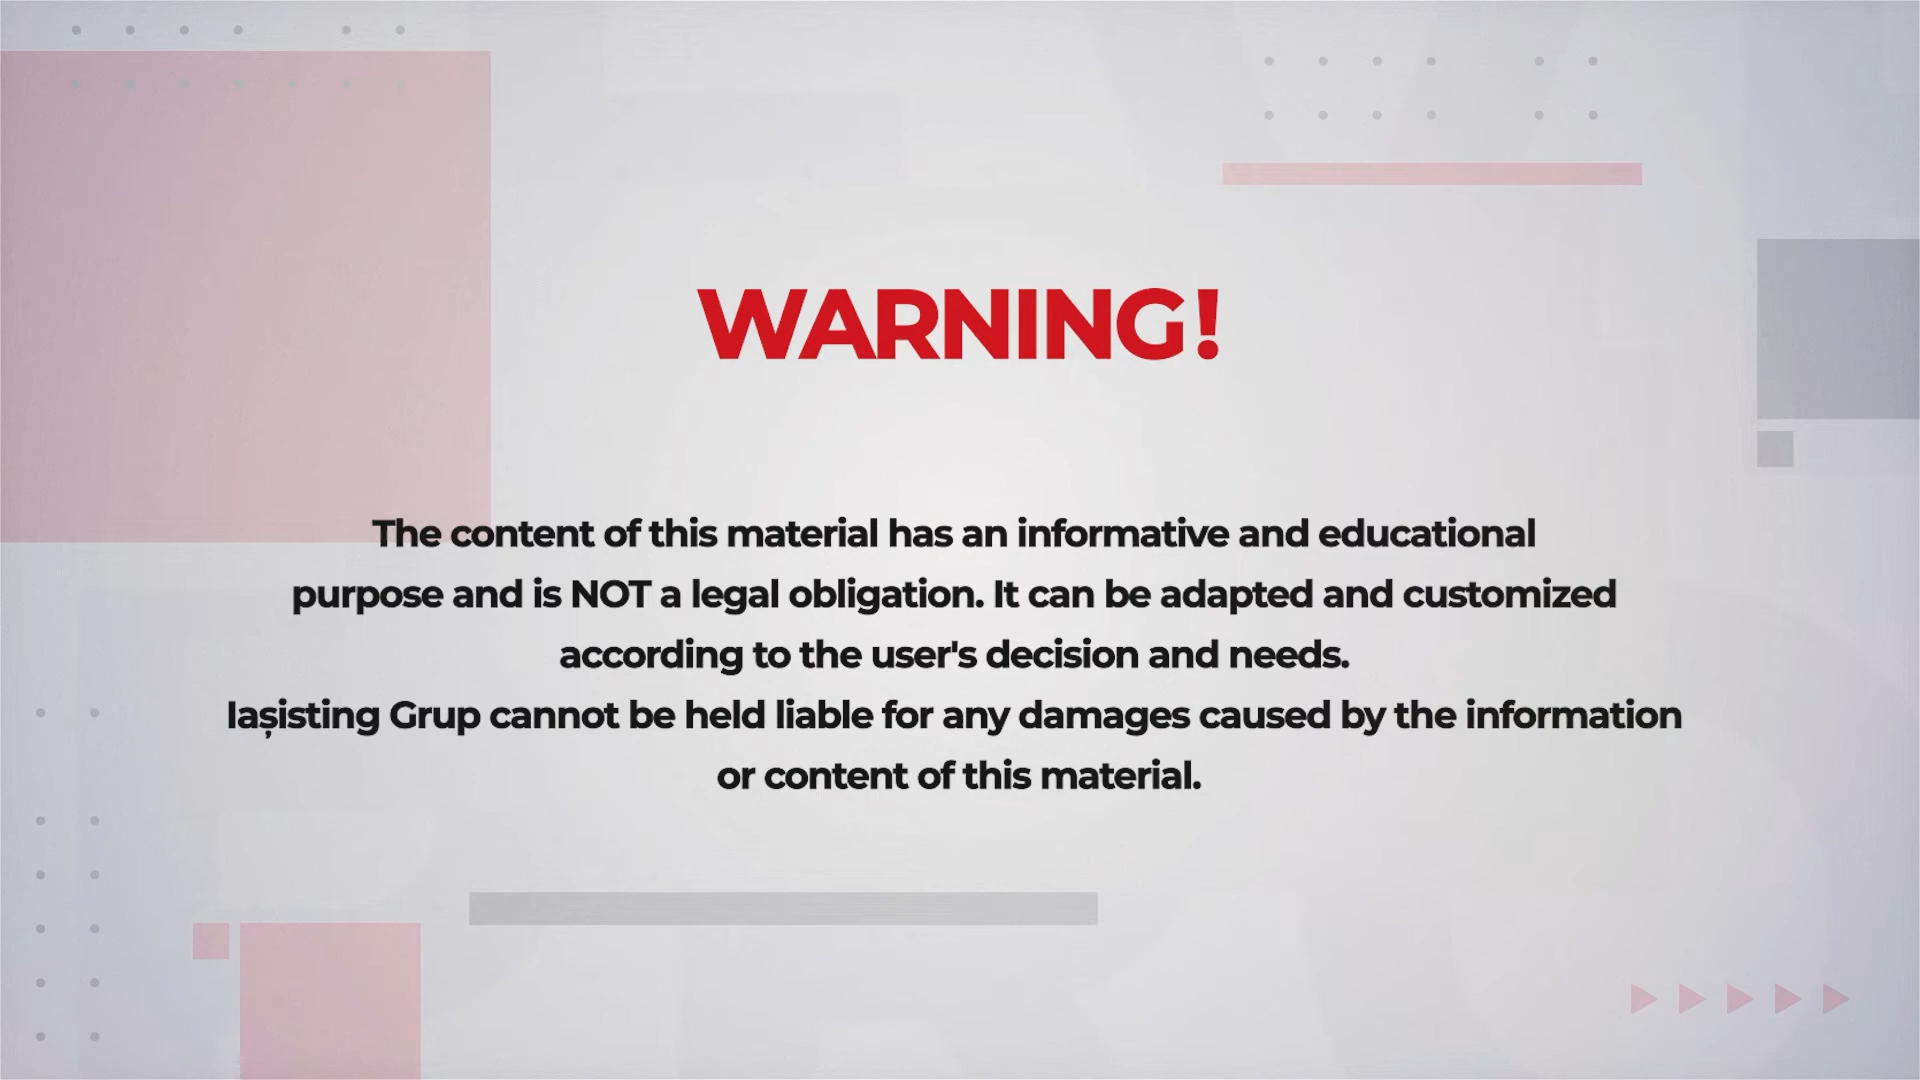 WARNING!
The content of this material has an informative and educational
purpose and is NOT a legal obligation. It can be adapted and customized
according to the user's decision and needs.
Iașisting Grup cannot be held liable for any damages caused by the information
or content of this material.